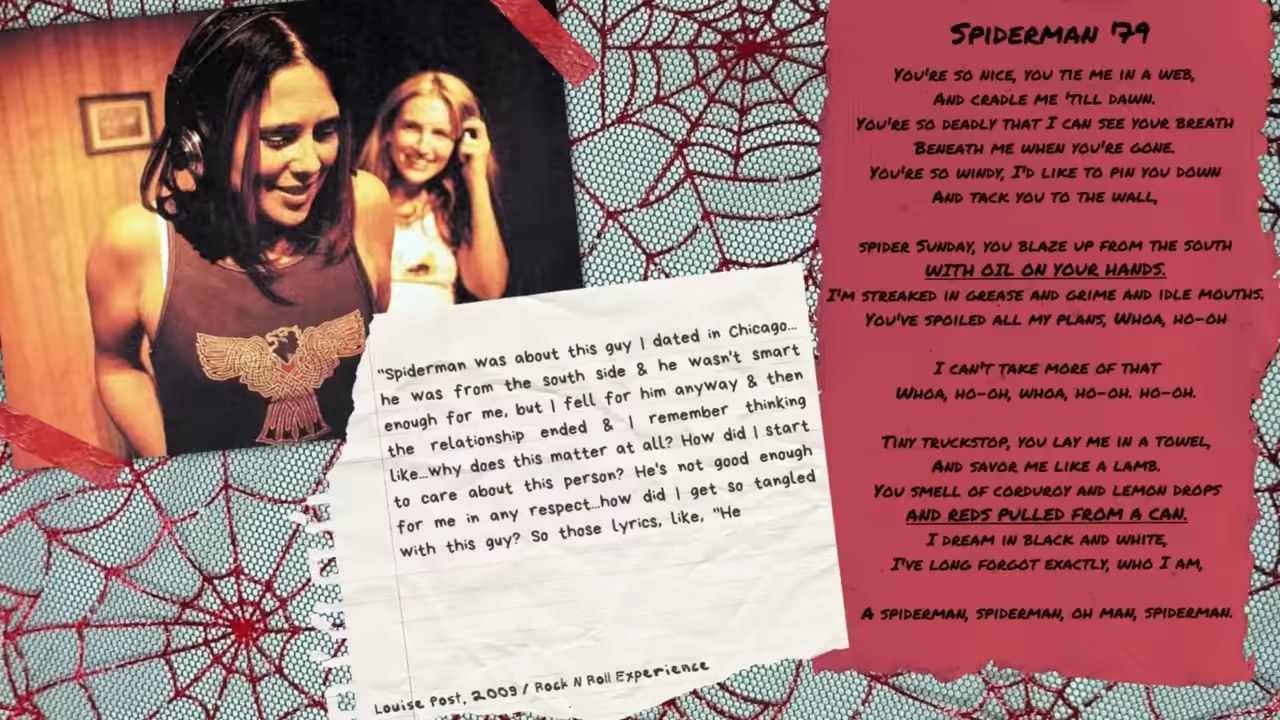 "Spiderman was about this guy I dated in Chicago...
he was from the south side & he wasn't smart
enough for me, but I fell for him anyway & then
the relationship ended & I remember thinking
like...why does this matter at all? How did I start
to care about this person? He's not good enough
for me in any respect...how did I get so tangled
with this guy? So those lyrics, like, "He
Louise Post, 2009 / Rock N Roll Experience
Spiderman '79
You're so nice, you tie me in a web,
And cradle me 'till dawn.
You're so deadly that I can see your breath
Beneath me when you're gone.
You're so windy, I'd like to pin you down
And tack you to the wall,
spider Sunday, you blaze up from the south
with oil on your hands.
I'm streaked in grease and grime and idle mouths.
You've spoiled all my plans, Whoa, ho-oh
I can't take more of that
Whoa, ho-oh, whoa, ho-oh. ho-oh.
Tiny truckstop, you lay me in a towel,
And savor me like a lamb.
You smell of corduroy and lemon drops
and reds pulled from a can.
I dream in black and white,
I've long forgot exactly, who I am,
A spiderman, spiderman, oh man, spiderman.